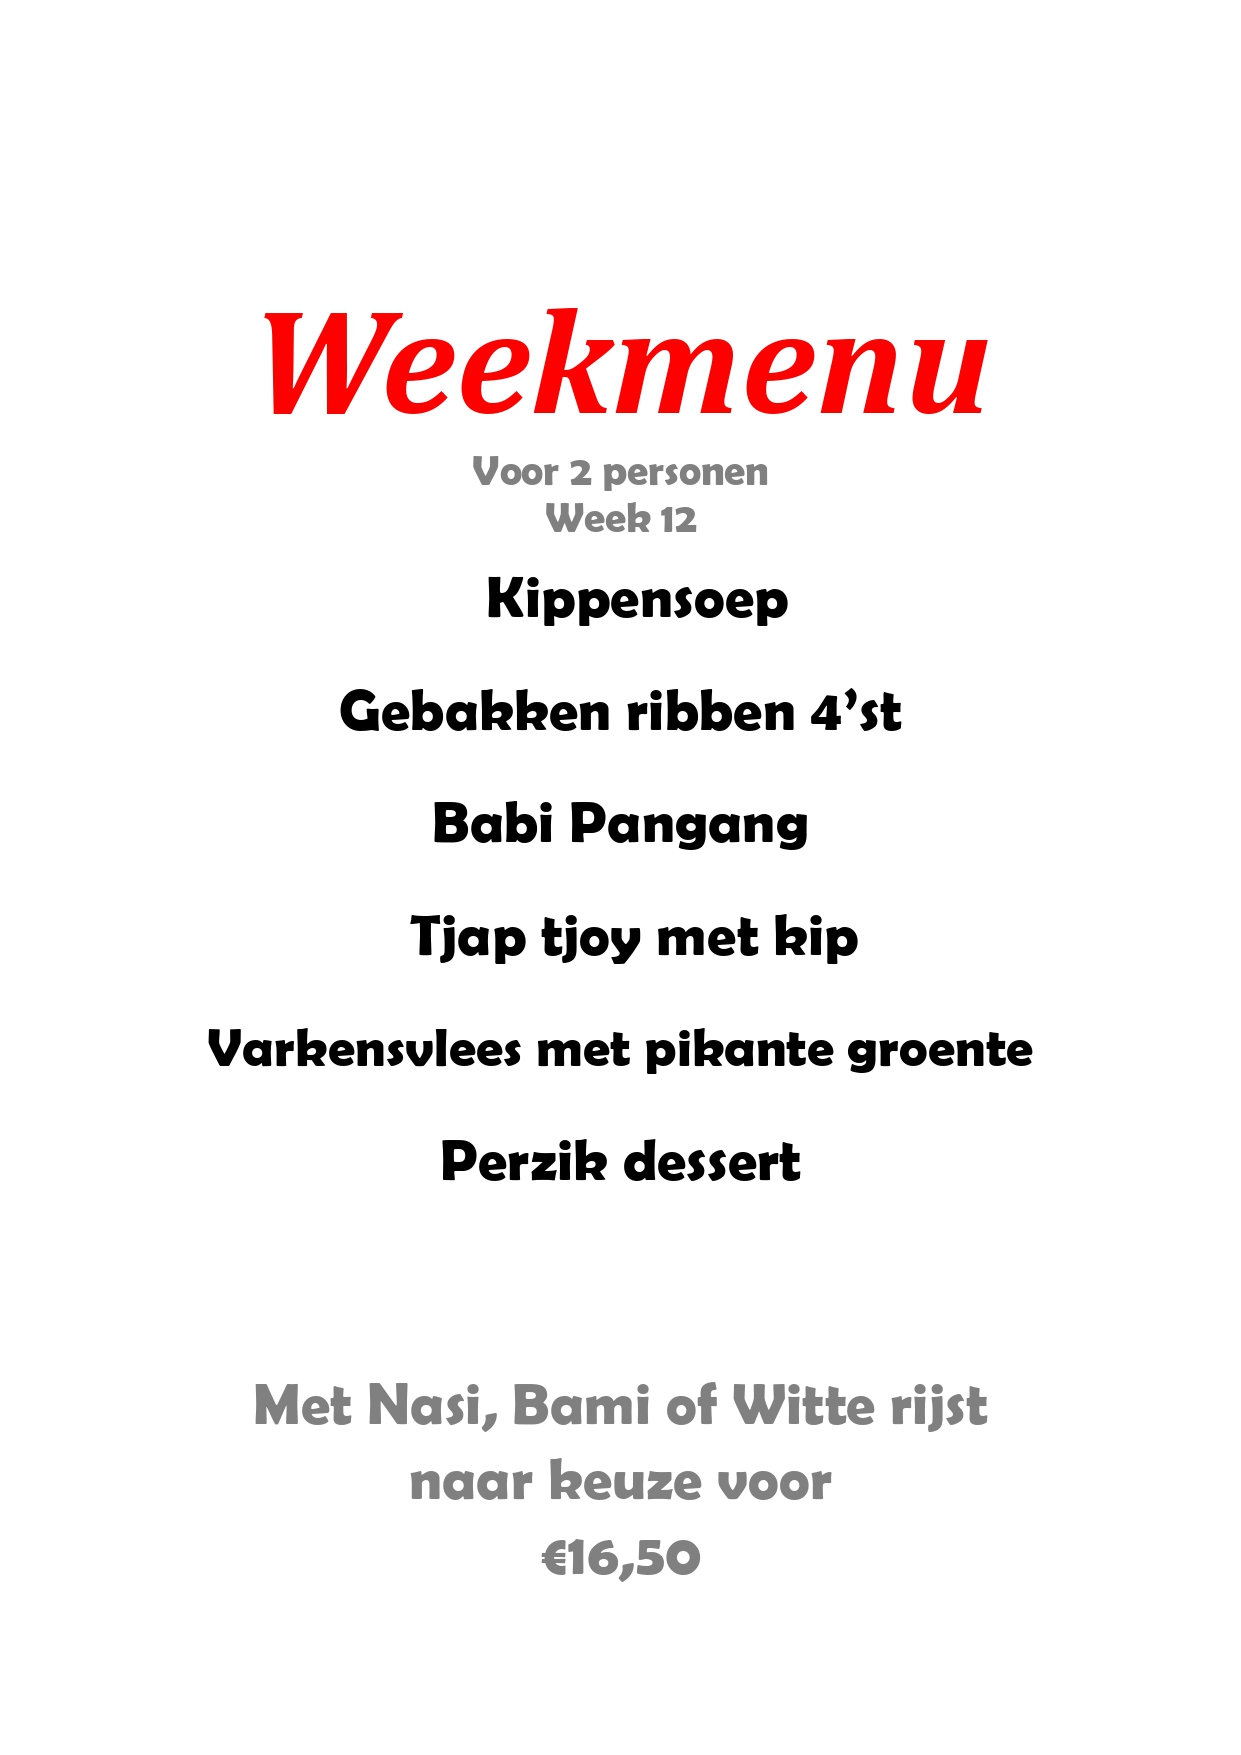 Weekmenu
Voor 2 personen
Week 12
Kippensoep
Gebakken ribben 4’st
Babi Pangang
Tjap tjoy met kip
Varkensvlees met pikante groente
Perzik dessert
Met Nasi, Bami of Witte rijst
naar keuze voor
€16,50